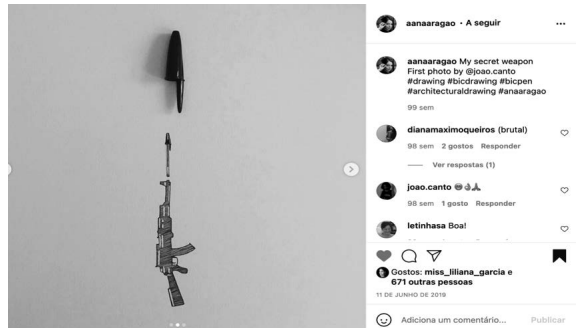 aanaaragao • A seguir
aanaaragao My secret weapon
First photo by @joao.canto
#drawing #bicdrawing #bicpen
#architecturaldrawing #anaaragao
99 sem
dianamaximoqueiros (brutal)
98 sem 2 gostos Responder
Ver respostas (1)
joao.canto
98 sem 1 gosto Responder
letinhasa Boa!
Gostos: miss_liliana_garcia e
671 outras pessoas
11 DE JUNHO DE 2019
Adiciona um comentário... Publicar